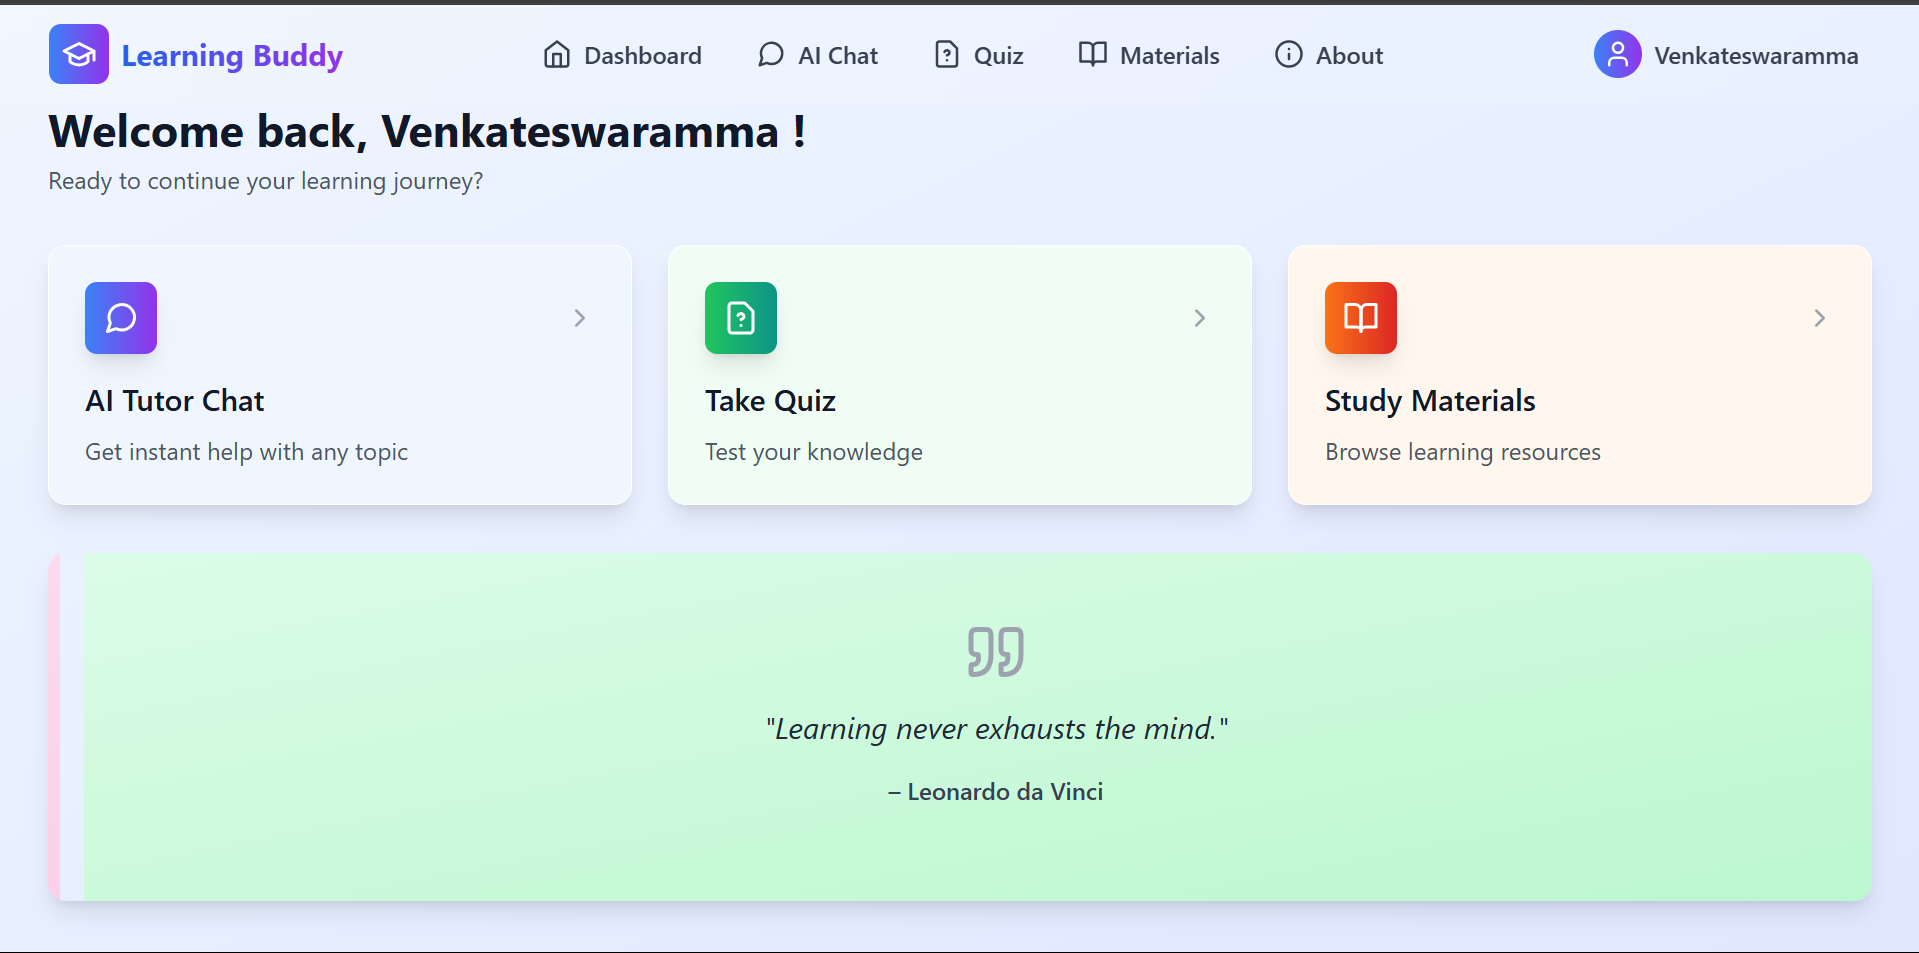 Learning Buddy
Dashboard
AI Chat
Quiz
Materials
About
Venkateswaramma
Welcome back, Venkateswaramma !
Ready to continue your learning journey?
AI Tutor Chat
Get instant help with any topic
Take Quiz
Test your knowledge
Study Materials
Browse learning resources
"Learning never exhausts the mind."
– Leonardo da Vinci